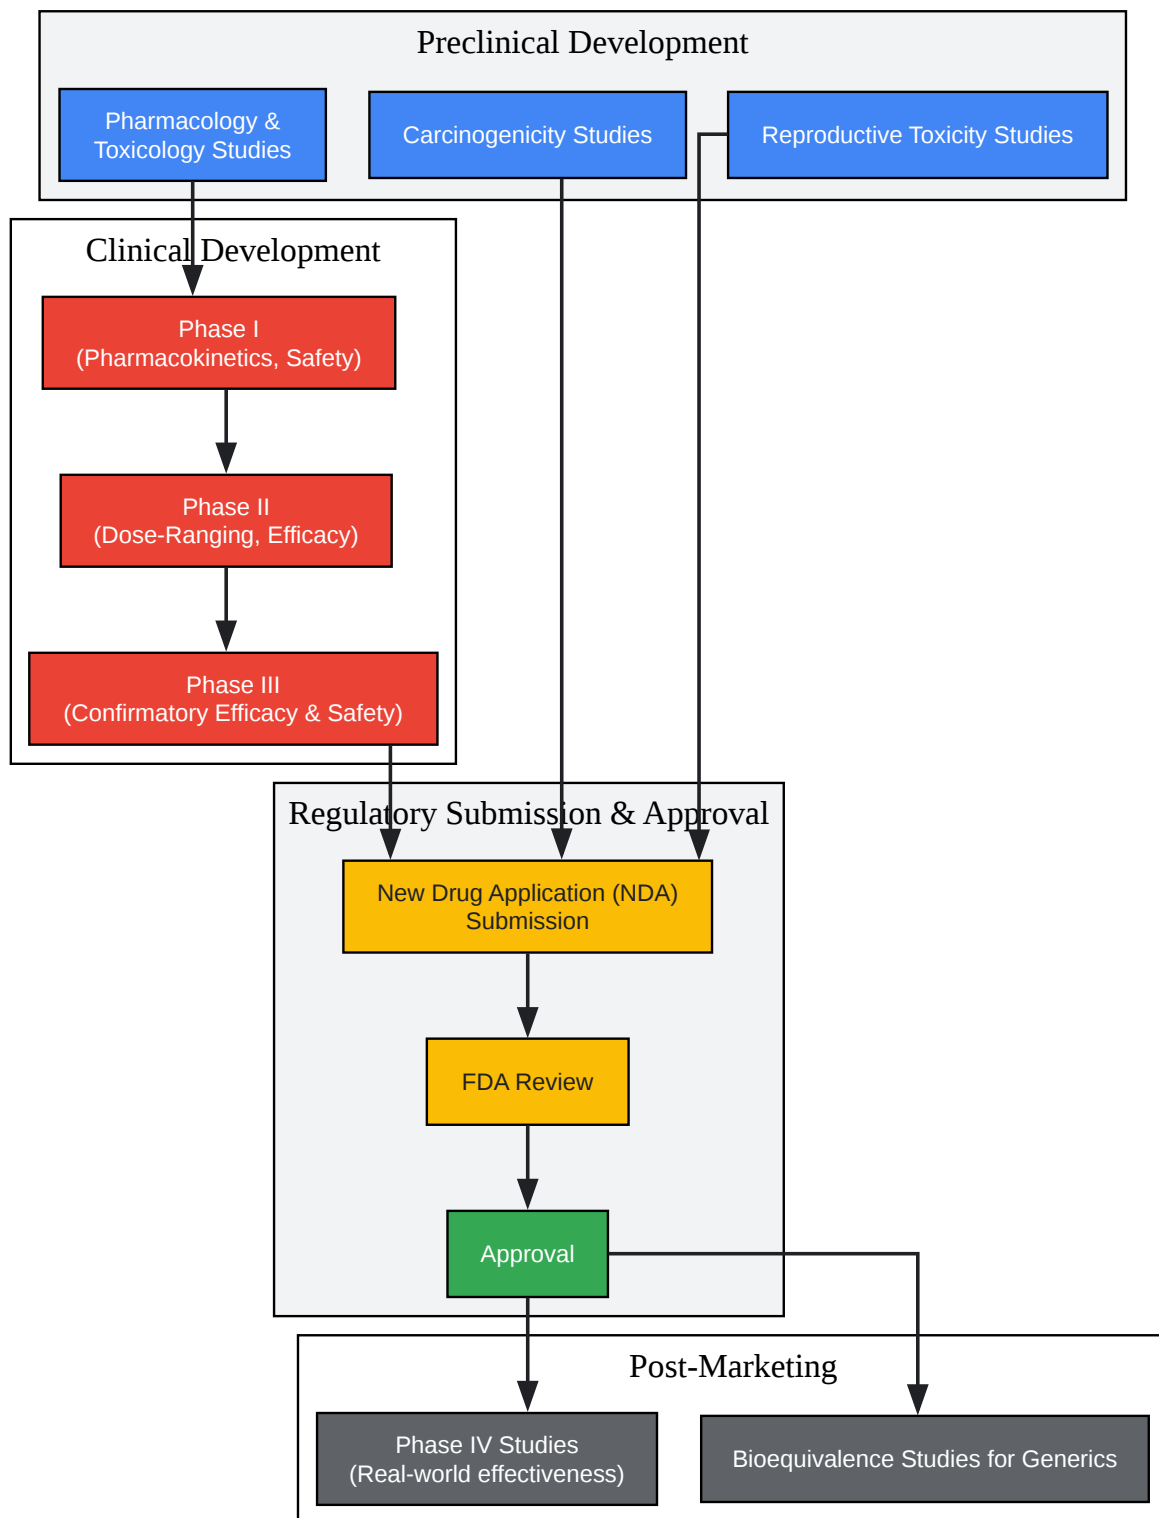 Preclinical Development
Pharmacology &
Toxicology Studies
Carcinogenicity Studies
Reproductive Toxicity Studies
Clinical Development
Phase I
(Pharmacokinetics, Safety)
Phase II
(Dose-Ranging, Efficacy)
Phase III
(Confirmatory Efficacy & Safety)
Regulatory Submission & Approval
New Drug Application (NDA)
Submission
FDA Review
Approval
Post-Marketing
Phase IV Studies
(Real-world effectiveness)
Bioequivalence Studies for Generics